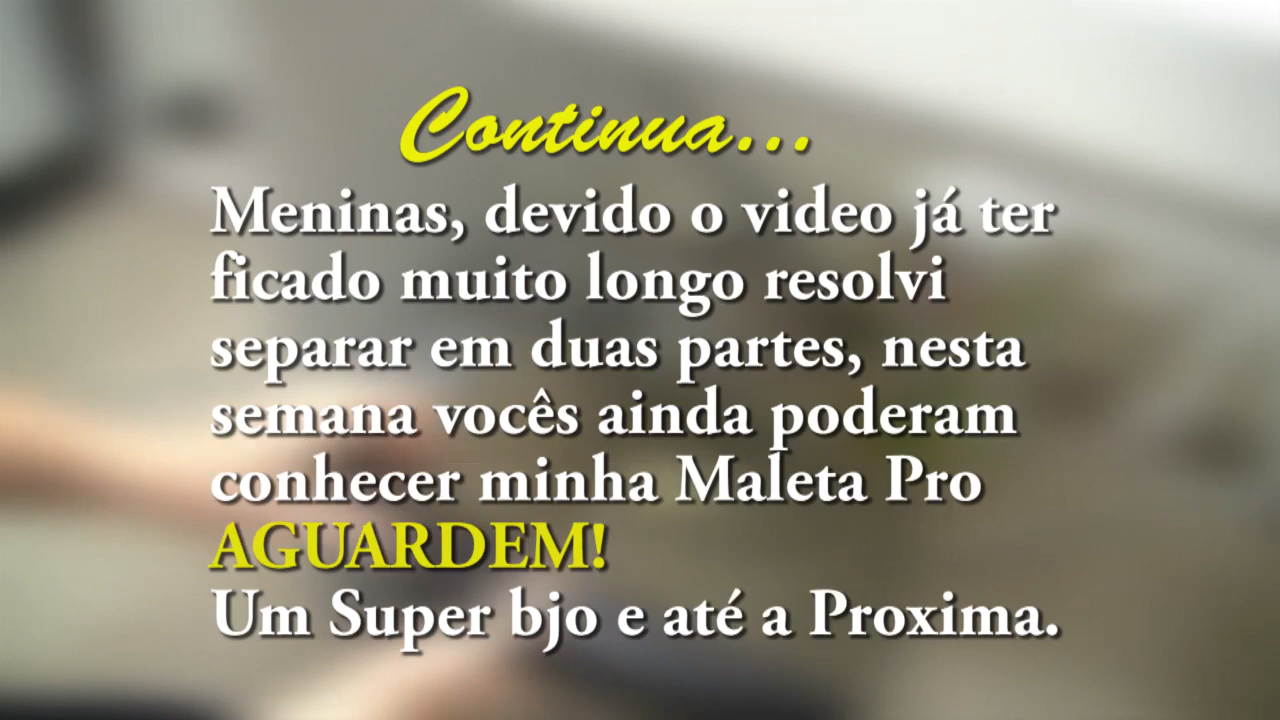 Continua...
Meninas, devido o video já ter
ficado muito longo resolvi
separar em duas partes, nesta
semana vocês ainda poderam
conhecer minha Maleta Pro
AGUARDEM!
Um Super bjo e até a Proxima.